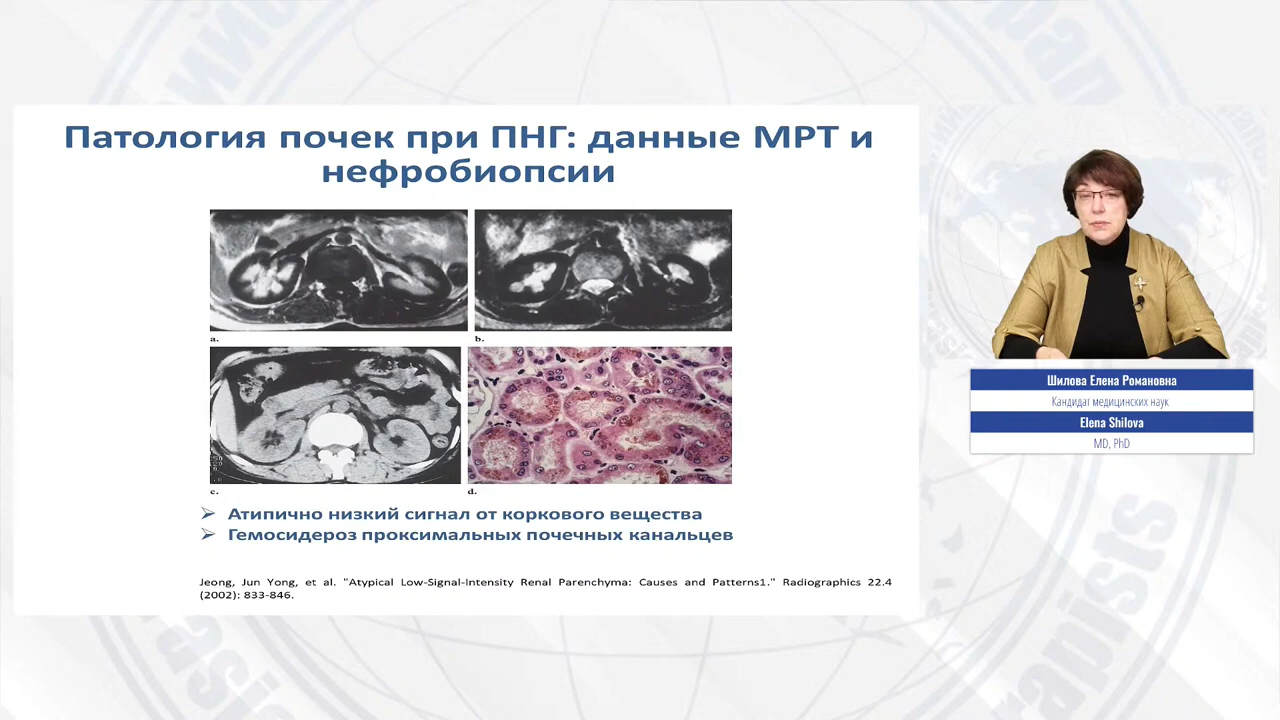 Патология почек при ПНГ: данные МРТ и
нефробиопсии
a.
b.
c.
d.
Атипично низкий сигнал от коркового вещества
Гемосидероз проксимальных почечных канальцев
Jeong, Jun Yong, et al. "Atypical Low-Signal-Intensity Renal Parenchyma: Causes and Patterns1." Radiographics 22.4
(2002): 833-846.
Шилова Елена Романовна
Кандидат медицинских наук
Elena Shilova
MD, PhD